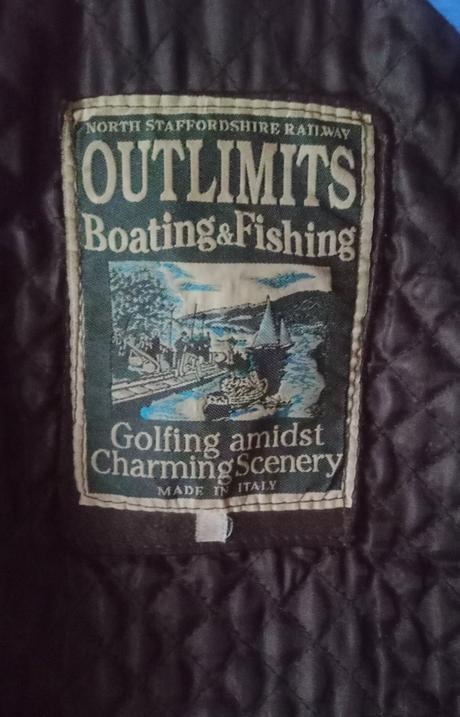 NORTH STAFFORDSHIRE RAILWAY
OUTLIMITS
Boating&Fishing
Golfing amidst
Charming Scenery
MADE IN ITALY